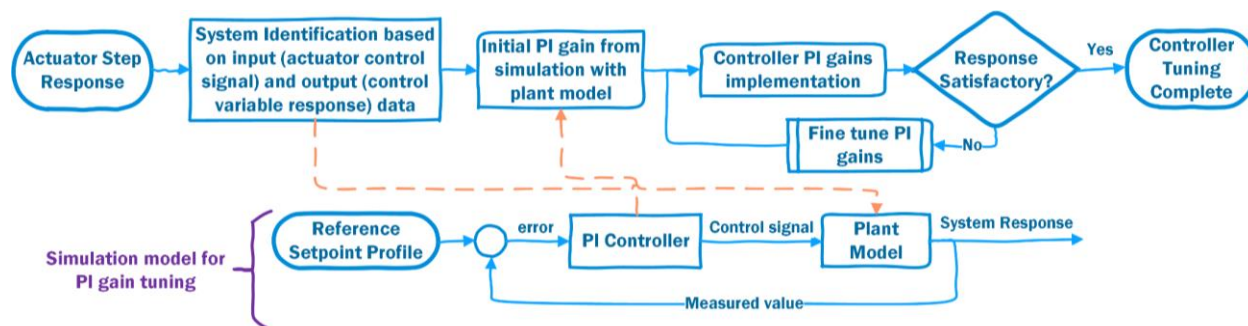 Actuator Step
Response
System Identification based
on input (actuator control
signal) and output (control
variable response) data
Initial PI gain from
simulation with
plant model
Controller PI gains
implementation
Response
Satisfactory?
Yes
Controller
Tuning
Complete
Fine tune PI
gains
No
Simulation model for
PI gain tuning
Reference
Setpoint Profile
error
PI Controller
Control signal
Plant
Model
System Response
Measured value